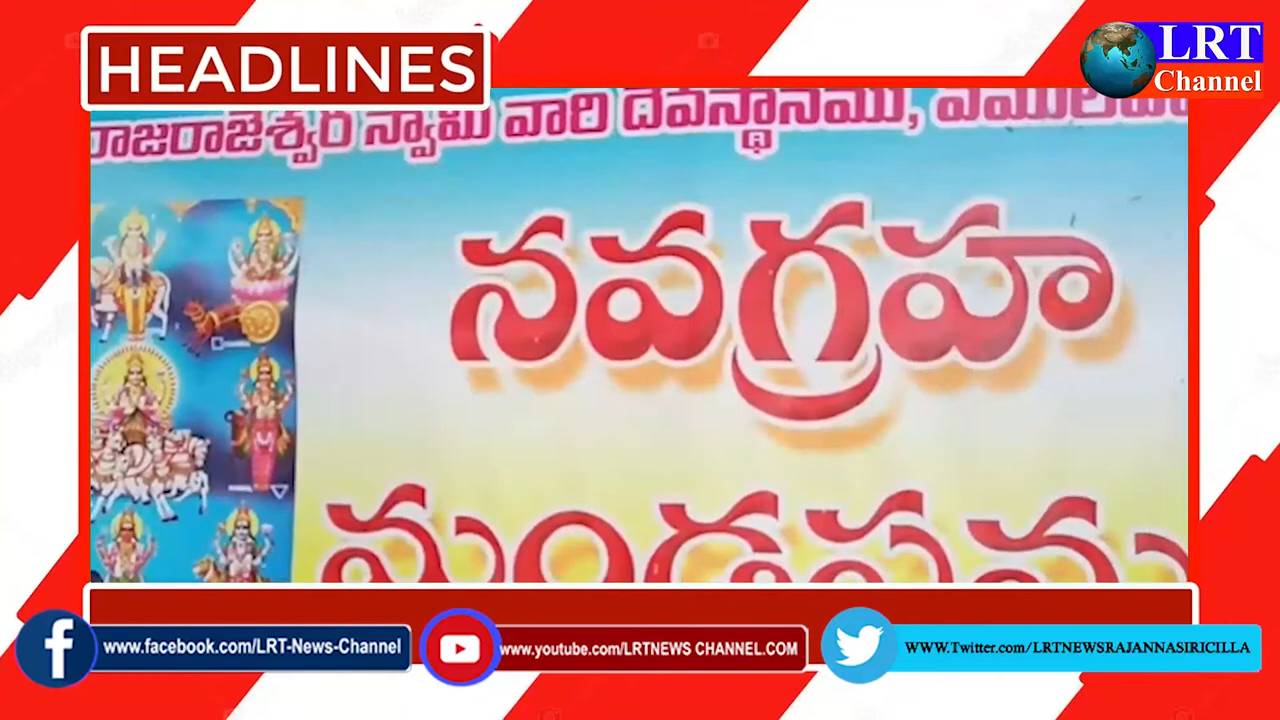 HEADLINES
LRT
Channel
రాజరాజేశ్వర స్వామి వారి దేవస్థానము,
నవగ్రహ
మండపము
www.facebook.com/LRT-News-Channel
www.youtube.com/LRTNEWS CHANNEL.COM
WWW.Twitter.com/LRTNEWSRAJANNASIRICILLA